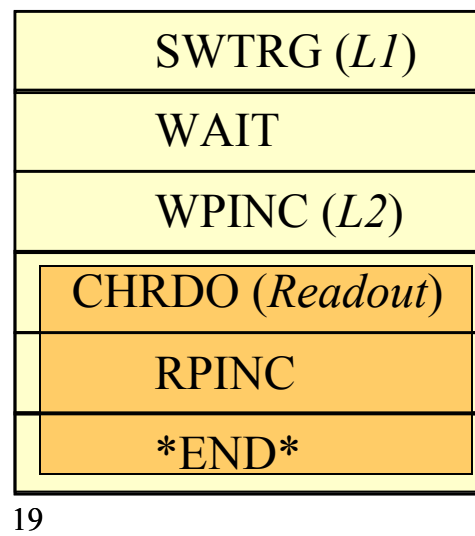 SWTRG (L1)
WAIT
WPINC (L2)
CHRDO (Readout)
RPINC
*END*
19